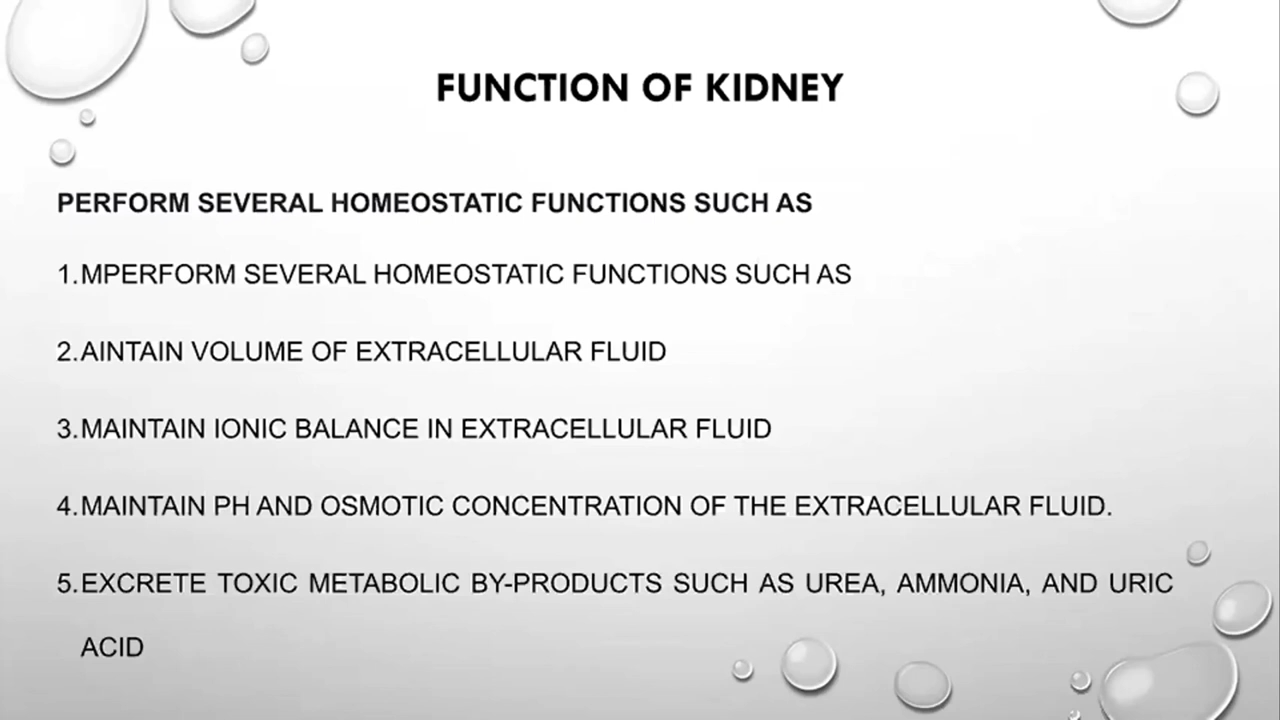 FUNCTION OF KIDNEY
PERFORM SEVERAL HOMEOSTATIC FUNCTIONS SUCH AS
1.MPERFORM SEVERAL HOMEOSTATIC FUNCTIONS SUCH AS
2.AINTAIN VOLUME OF EXTRACELLULAR FLUID
3.MAINTAIN IONIC BALANCE IN EXTRACELLULAR FLUID
4.MAINTAIN PH AND OSMOTIC CONCENTRATION OF THE EXTRACELLULAR FLUID.
5.EXCRETE TOXIC METABOLIC BY-PRODUCTS SUCH AS UREA, AMMONIA, AND URIC
ACID